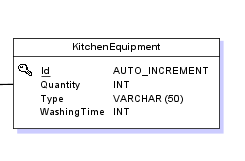 KitchenEquipment
Id AUTO_INCREMENT
Quantity INT
Type VARCHAR (50)
WashingTime INT